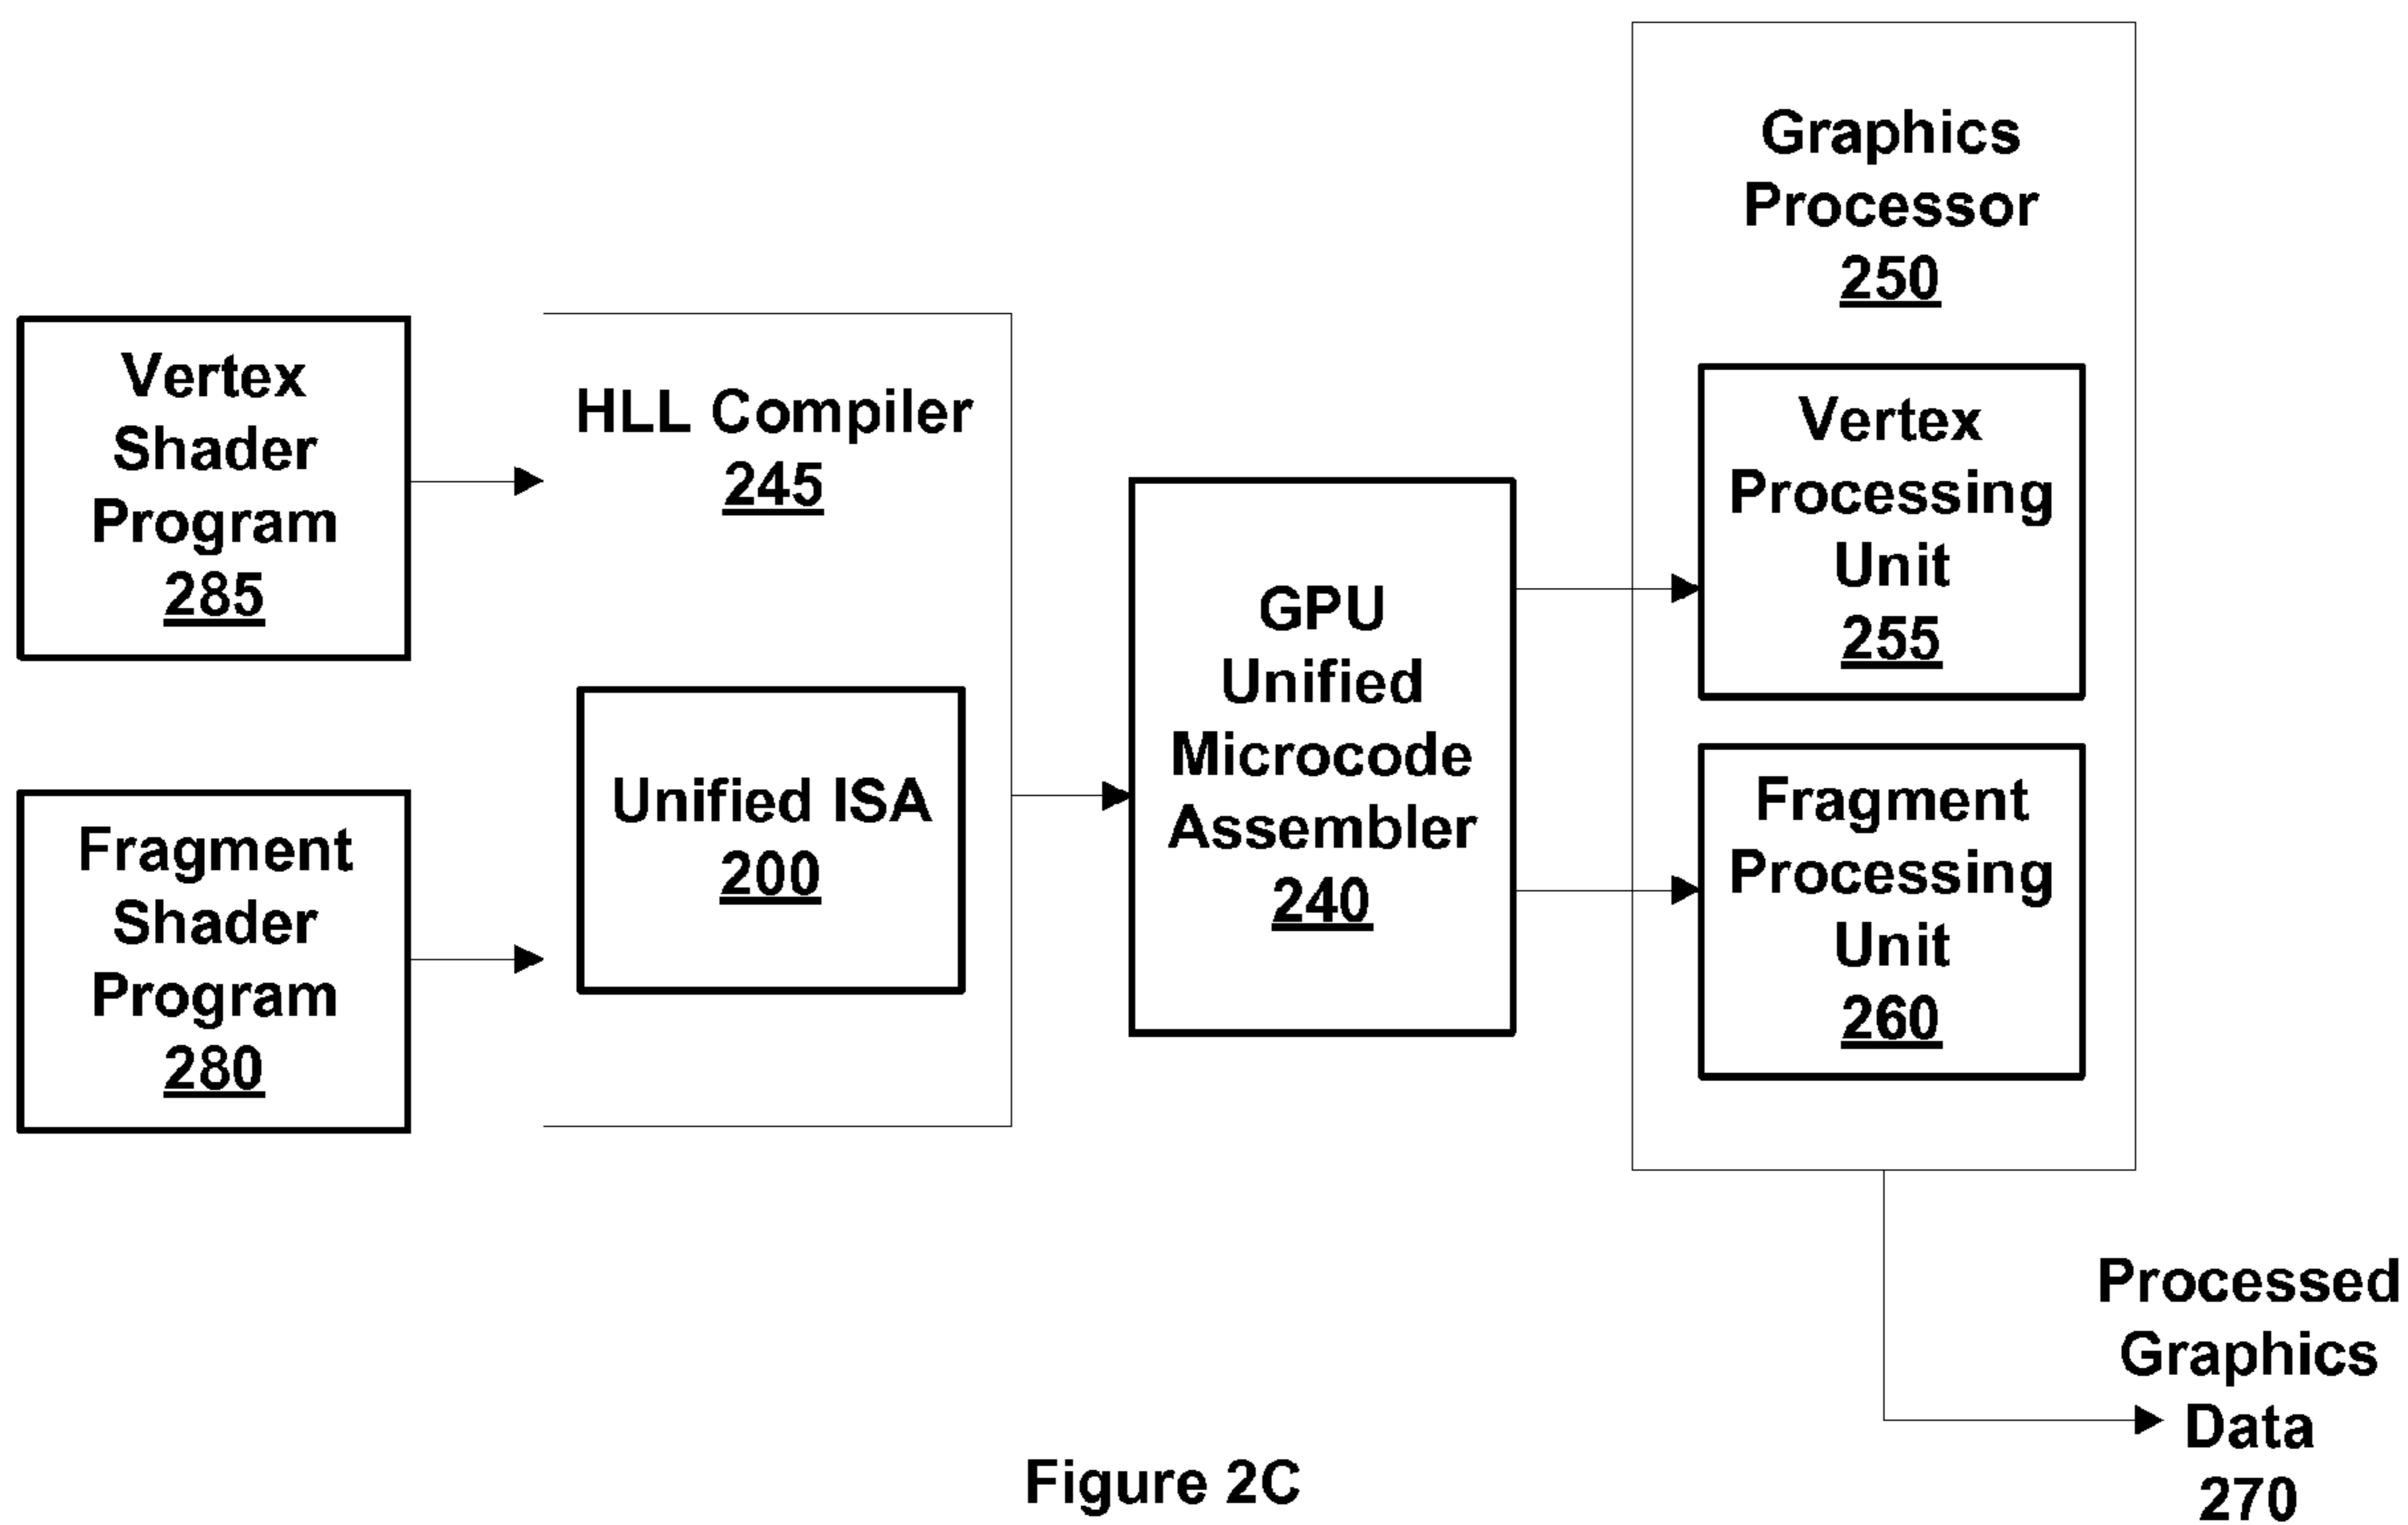 Vertex
Shader
Program
285
Fragment
Shader
Program
280
HLL Compiler
245
Unified ISA
200
GPU
Unified
Microcode
Assembler
240
Graphics
Processor
250
Vertex
Processing
Unit
255
Fragment
Processing
Unit
260
Processed
Graphics
Data
270
Figure 2C